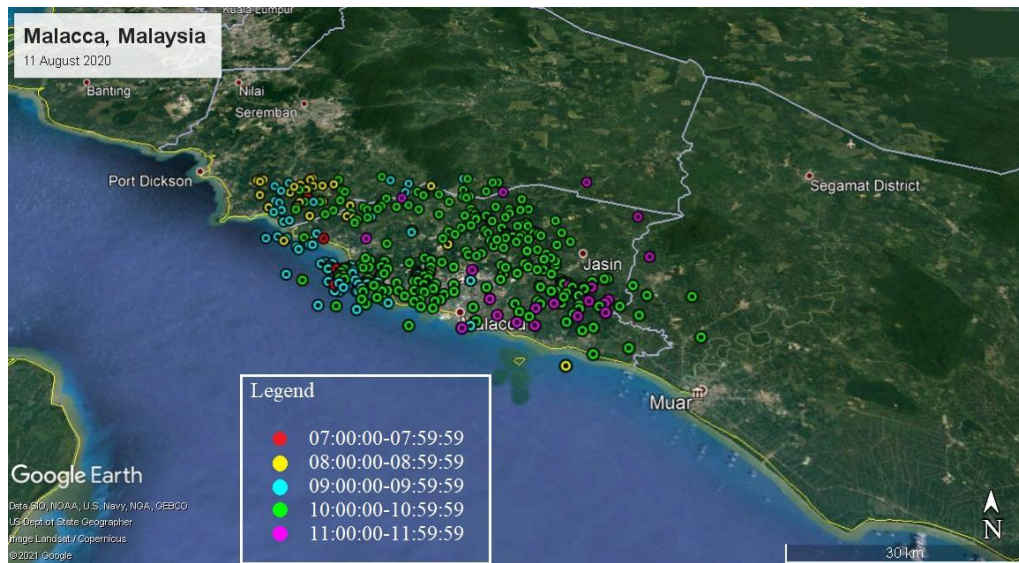 Kuala Lumpur
Malacca, Malaysia
11 August 2020
Banting
Nilai
Seremban
Port Dickson
Segamat District
Jasin
Malacca
Muar
Legend
07:00:00-07:59:59
08:00:00-08:59:59
09:00:00-09:59:59
10:00:00-10:59:59
11:00:00-11:59:59
Google Earth
Data SIO, NOAA, U.S. Navy, NGA, GEBCO
US Dept of State Geographer
Image Landsat / Copernicus
©2021 Google
N
30 km